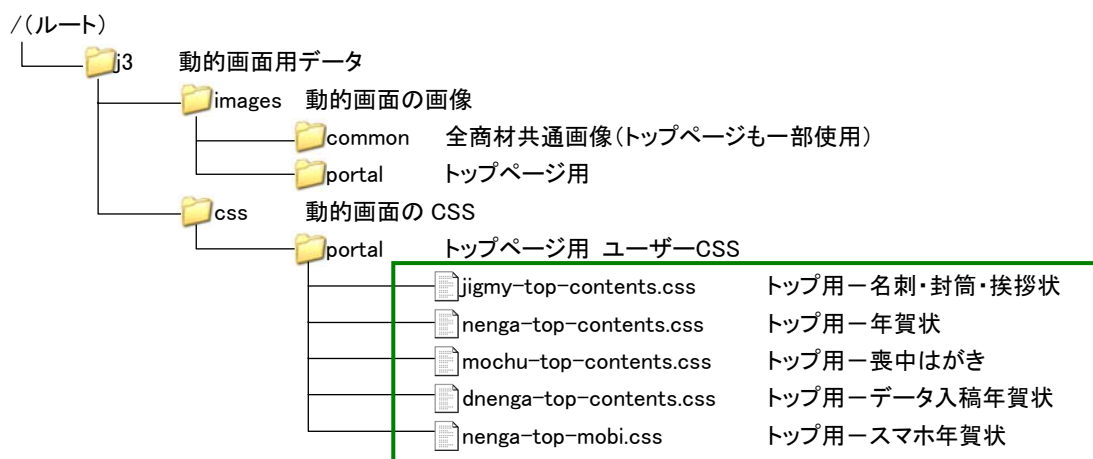 /(ルート)
j3 動的画面用データ
images 動的画面の画像
common 全商材共通画像(トップページも一部使用)
portal トップページ用
css 動的画面の CSS
portal トップページ用 ユーザーCSS
jigmy-top-contents.css トップ用－名刺・封筒・挨拶状
nenga-top-contents.css トップ用－年賀状
mochu-top-contents.css トップ用－喪中はがき
dnenga-top-contents.css トップ用－データ入稿年賀状
nenga-top-mobi.css トップ用－スマホ年賀状